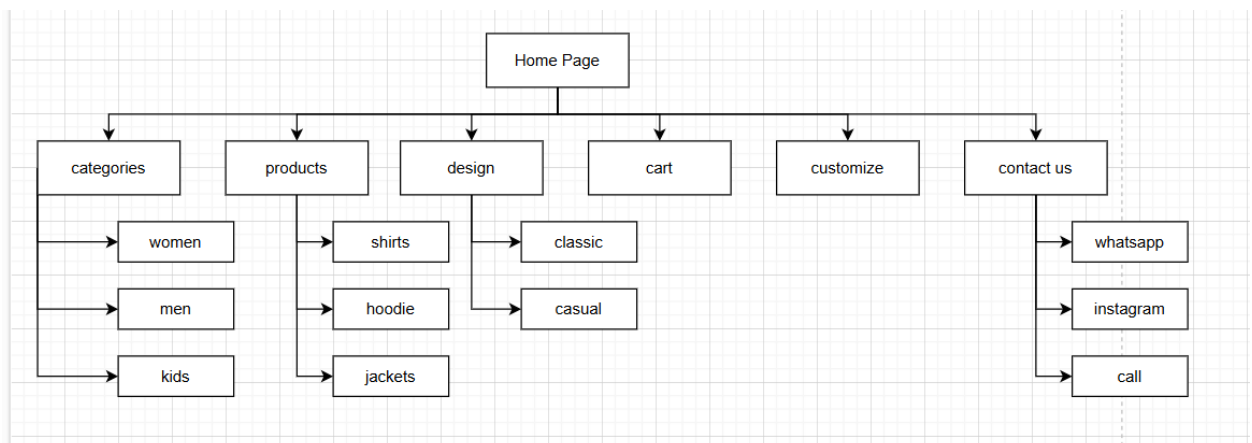 Home Page
categories
products
design
cart
customize
contact us
women
shirts
classic
whatsapp
men
hoodie
casual
instagram
kids
jackets
call